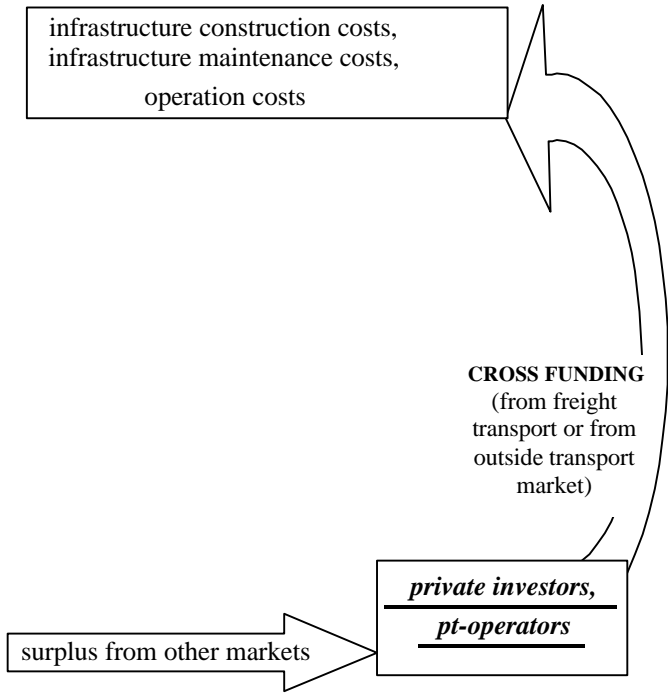 infrastructure construction costs,
infrastructure maintenance costs,
operation costs
CROSS FUNDING
(from freight
transport or from
outside transport
market)
private investors,
pt-operators
surplus from other markets